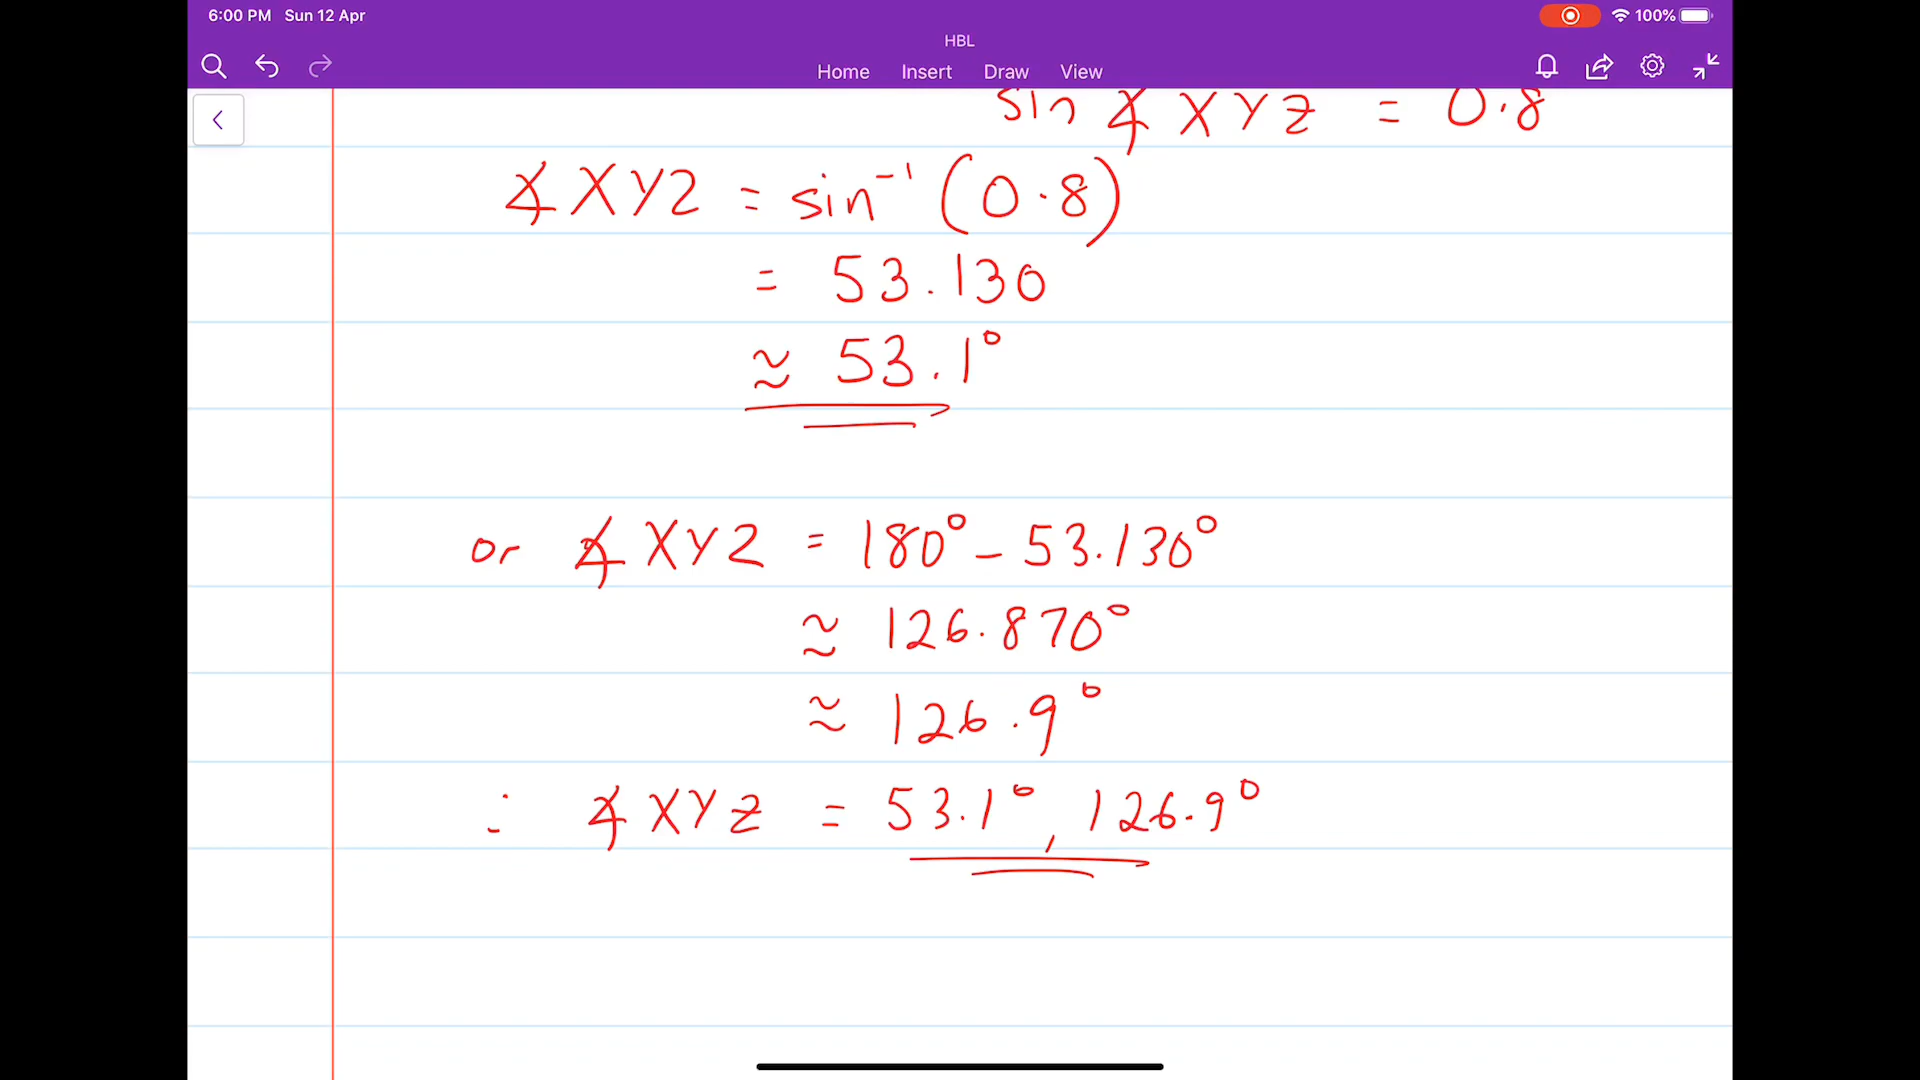 6:00 PM Sun 12 Apr 100%
HBL
Home Insert Draw View
sin ∡ XYZ = 0.8
∡ XYZ = sin⁻¹ (0.8)
= 53.130
≈ 53.1°
or ∡ XYZ = 180° - 53.130°
≈ 126.870°
≈ 126.9°
∴ ∡ XYZ = 53.1°, 126.9°